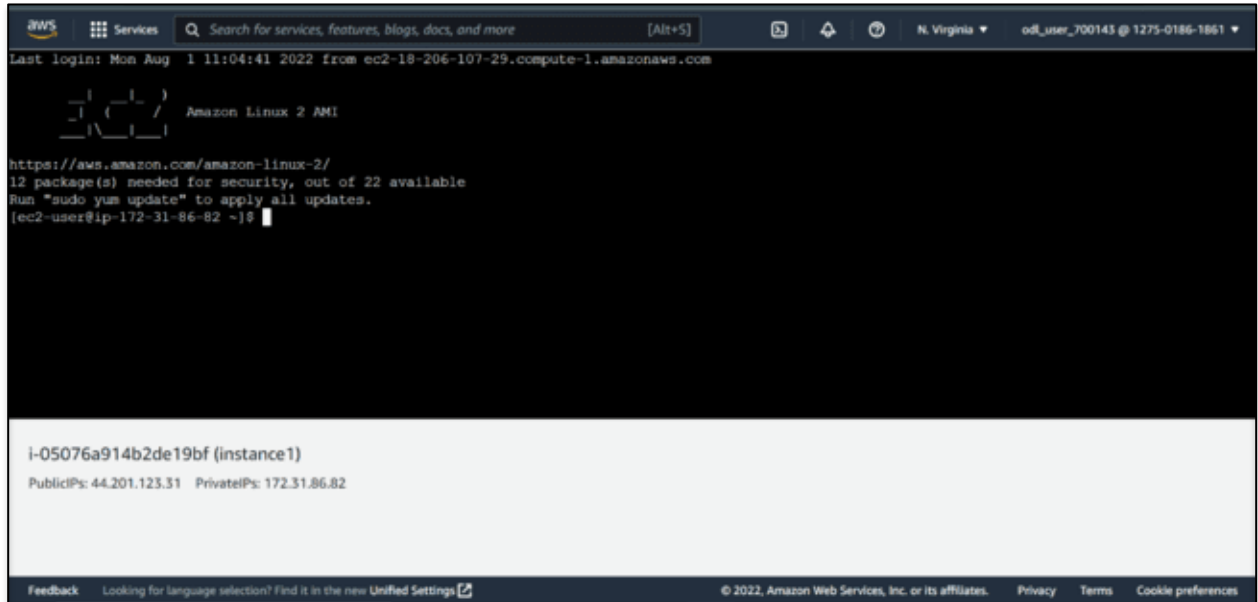 aws Services Search for services, features, blogs, docs, and more [Alt+S] N. Virginia odl_user_700143 @ 1275-0186-1861
Last login: Mon Aug  1 11:04:41 2022 from ec2-18-206-107-29.compute-1.amazonaws.com
Amazon Linux 2 AMI
https://aws.amazon.com/amazon-linux-2/
12 package(s) needed for security, out of 22 available
Run "sudo yum update" to apply all updates.
[ec2-user@ip-172-31-86-82 ~]$
i-05076a914b2de19bf (instance1)
PublicIPs: 44.201.123.31 PrivateIPs: 172.31.86.82
Feedback Looking for language selection? Find it in the new Unified Settings © 2022, Amazon Web Services, Inc. or its affiliates. Privacy Terms Cookie preferences